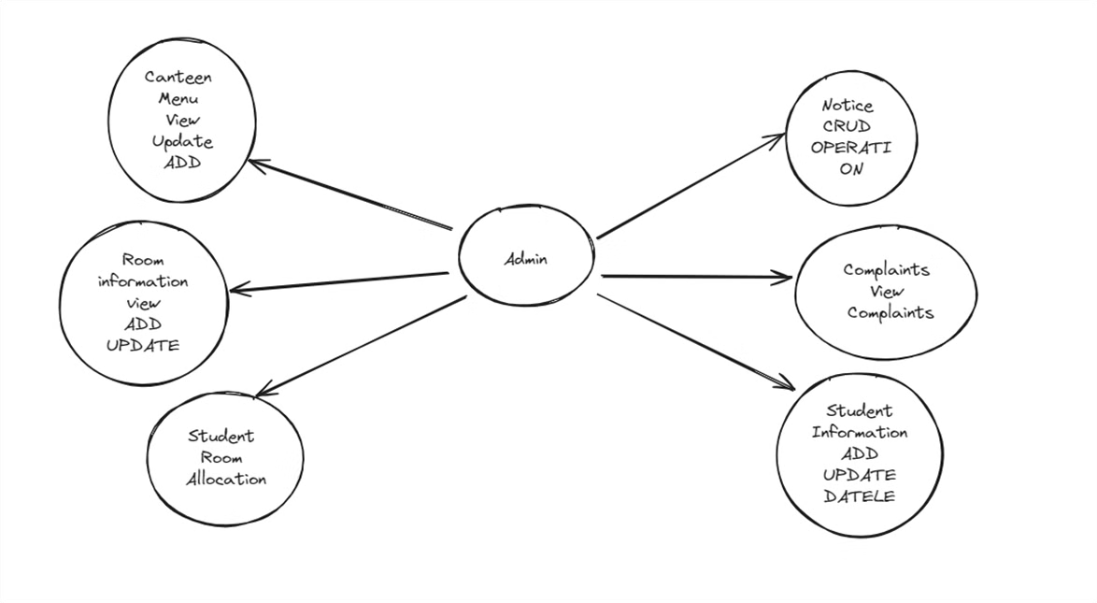 Canteen
Menu
View
Update
ADD
Room
information
view
ADD
UPDATE
Student
Room
Allocation
Admin
Notice
CRUD
OPERATI
ON
Complaints
View
Complaints
Student
Information
ADD
UPDATE
DATELE